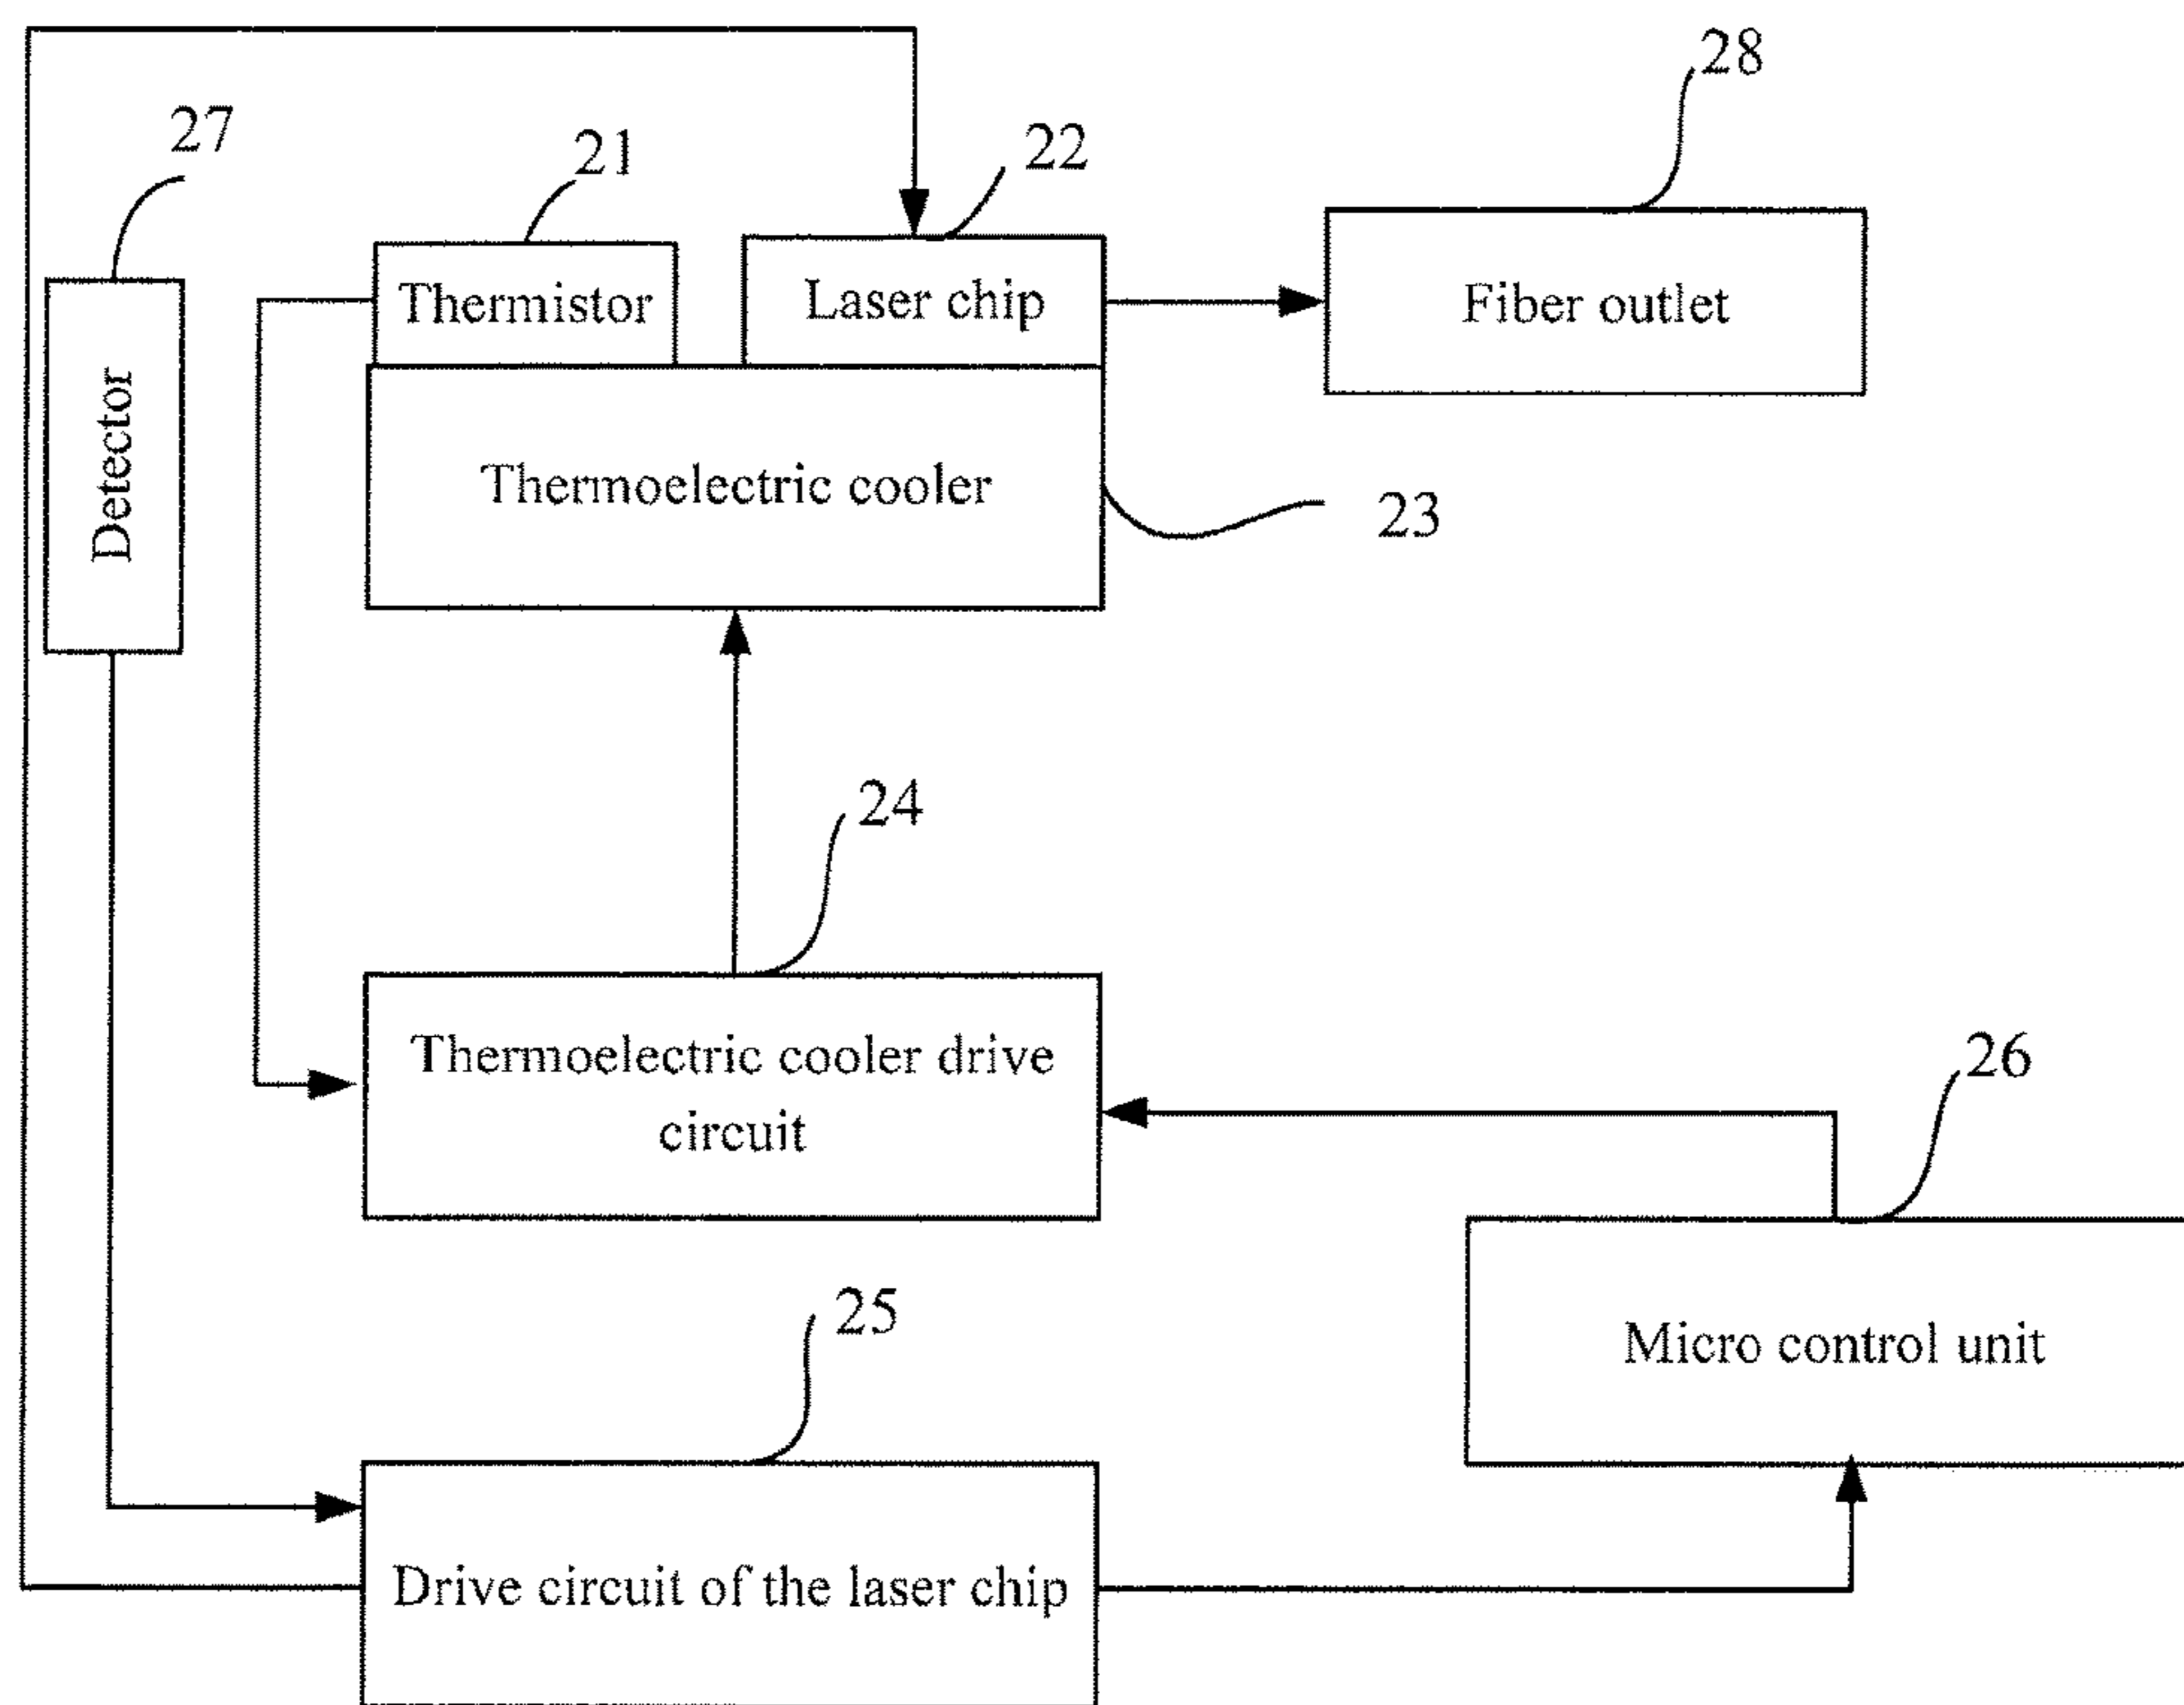 28
27
21
22
Thermistor
Laser chip
Fiber outlet
Detector
Thermoelectric cooler
23
24
Thermoelectric cooler drive
circuit
26
25
Micro control unit
Drive circuit of the laser chip